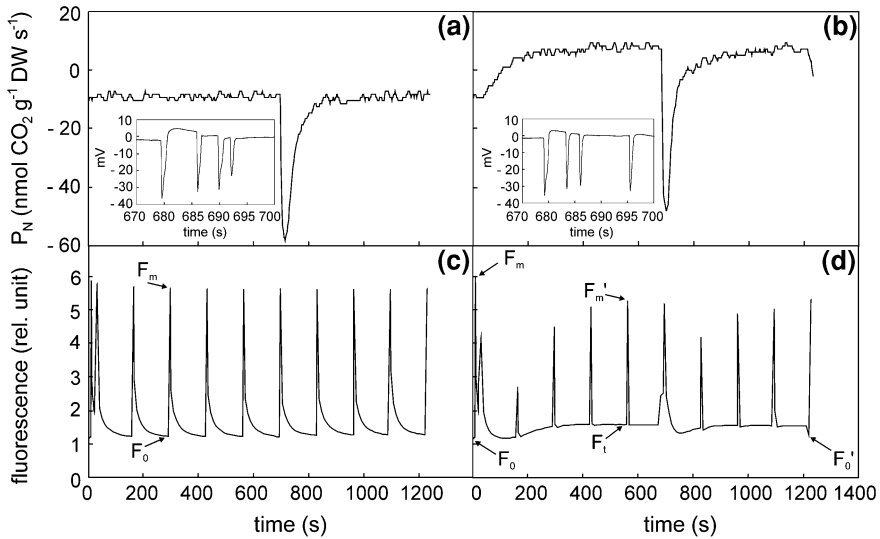 (a)
(b)
P_N (nmol CO₂ g⁻¹ DW s⁻¹)
20
0
- 20
- 40
- 60
mV
10
0
-10
-20
-30
- 40
670 680 685 690 695 700
time (s)
mV
10
0
-10
-20
-30
- 40
670 680 685 690 695 700
time (s)
(c)
(d)
fluorescence (rel. unit)
6
5
4
3
2
1
0
F_m
F_0
F_m
F_m'
F_0
F_t
F_0'
0 200 400 600 800 1000 1200
0 200 400 600 800 1000 1200 1400
time (s)
time (s)